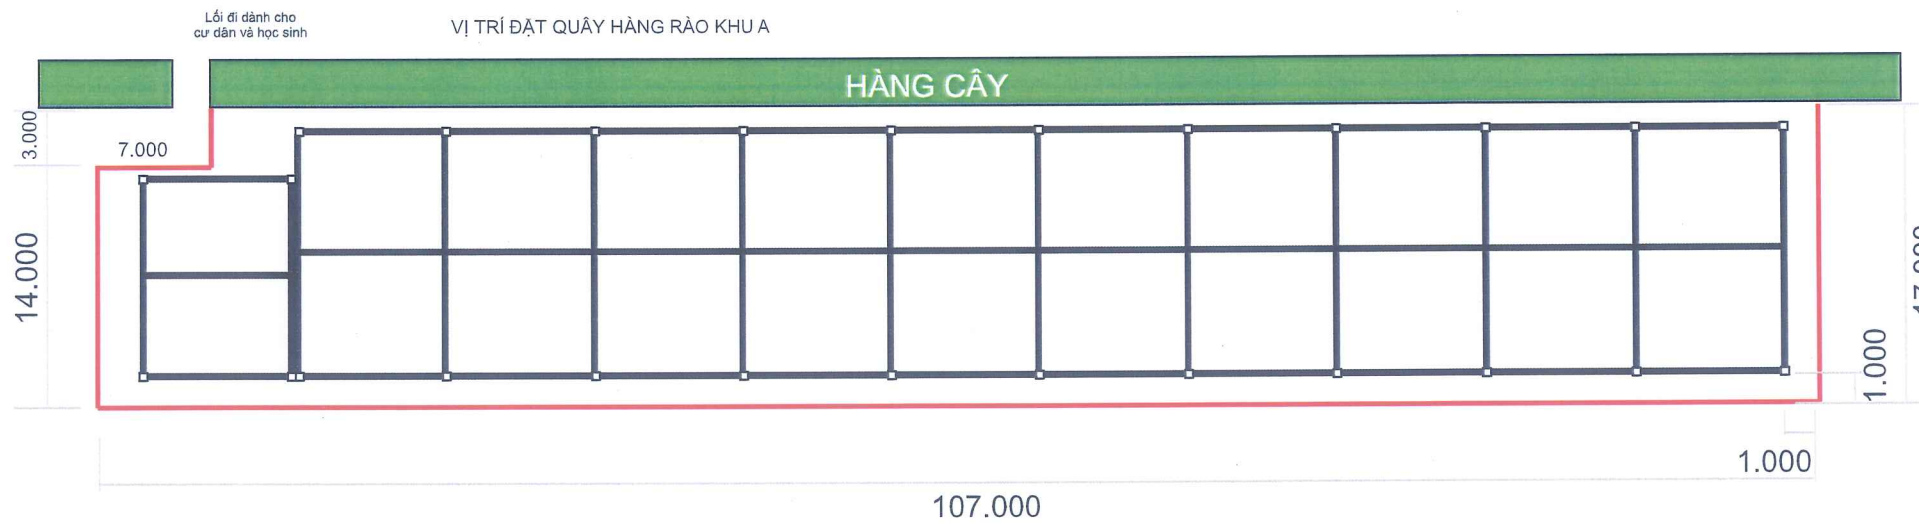 Lối đi dành cho
cư dân và học sinh
VỊ TRÍ ĐẶT QUÂY HÀNG RÀO KHU A
HÀNG CÂY
3.000
7.000
14.000
1.000
1.000
107.000